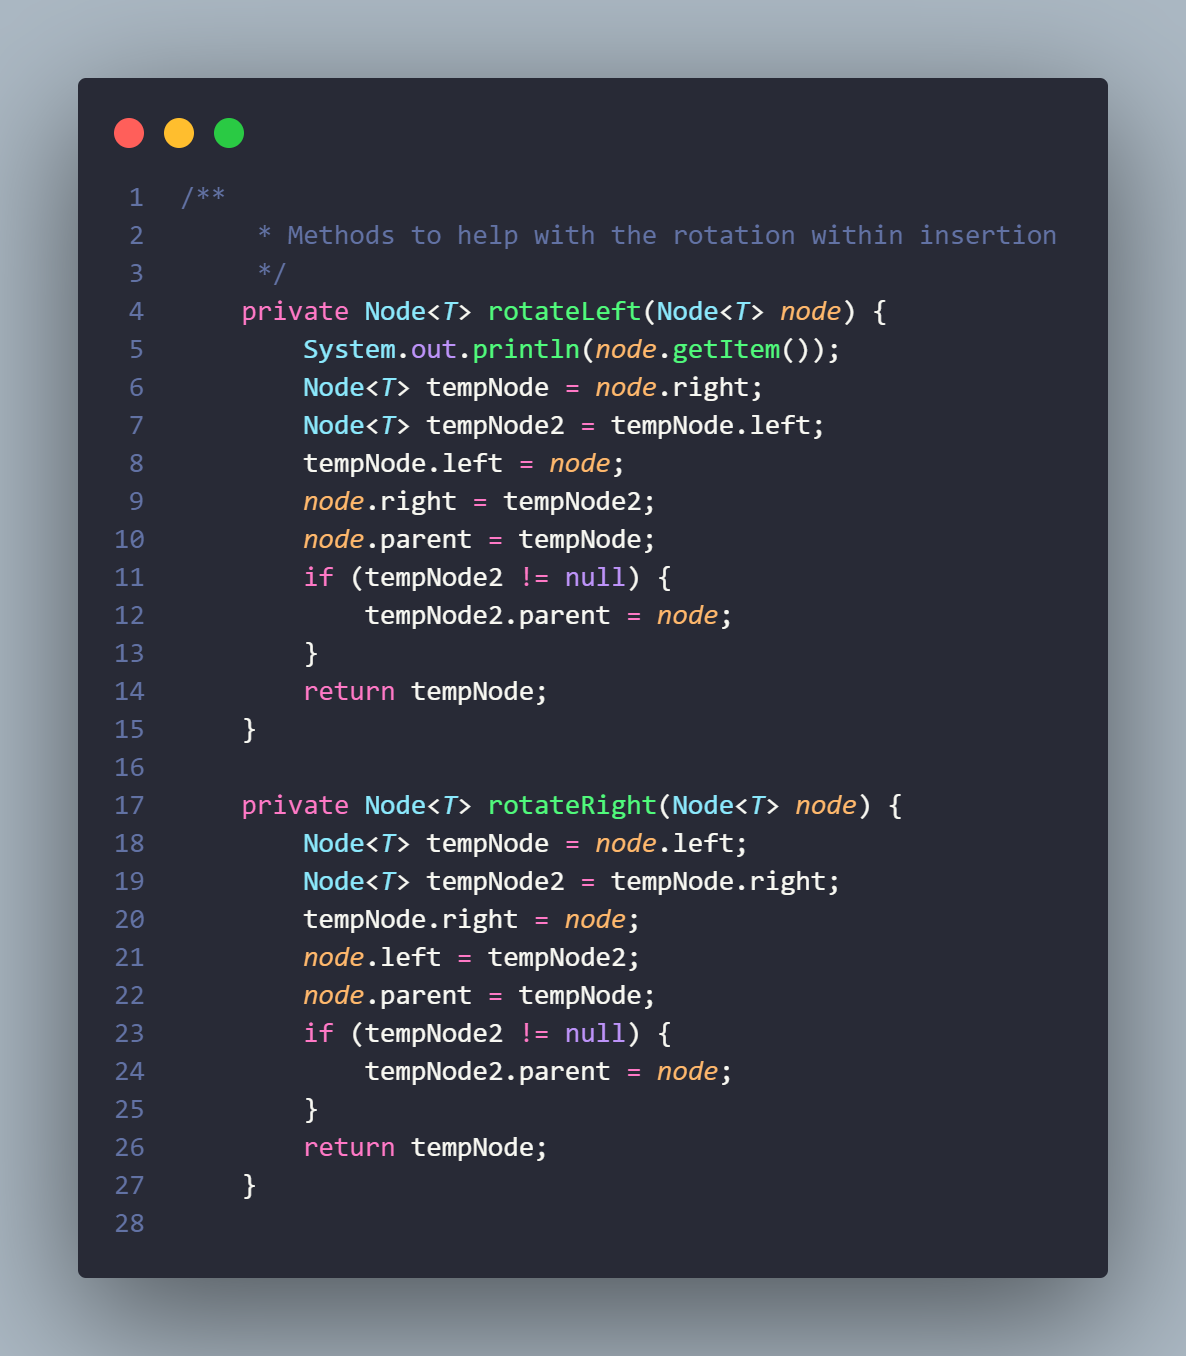 1 /**
2      * Methods to help with the rotation within insertion
3      */
4     private Node<T> rotateLeft(Node<T> node) {
5         System.out.println(node.getItem());
6         Node<T> tempNode = node.right;
7         Node<T> tempNode2 = tempNode.left;
8         tempNode.left = node;
9         node.right = tempNode2;
10         node.parent = tempNode;
11         if (tempNode2 != null) {
12             tempNode2.parent = node;
13         }
14         return tempNode;
15     }
16
17     private Node<T> rotateRight(Node<T> node) {
18         Node<T> tempNode = node.left;
19         Node<T> tempNode2 = tempNode.right;
20         tempNode.right = node;
21         node.left = tempNode2;
22         node.parent = tempNode;
23         if (tempNode2 != null) {
24             tempNode2.parent = node;
25         }
26         return tempNode;
27     }
28